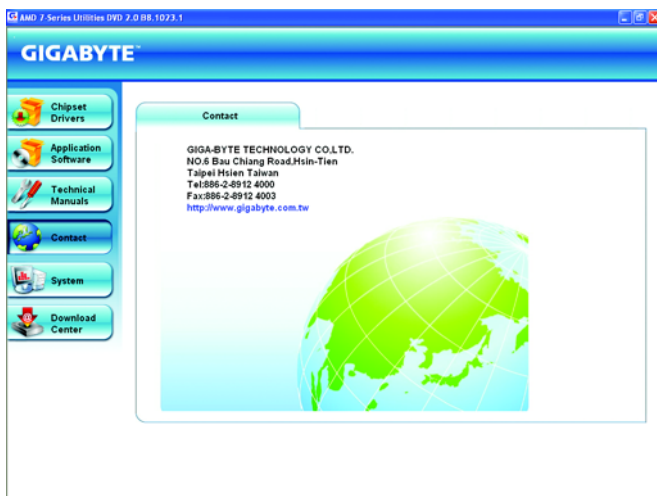 AMD 7-Series Utilities DVD 2.0 B8.1023.1
GIGABYTE™
Chipset
Drivers
Application
Software
Technical
Manuals
Contact
System
Download
Center
Contact
GIGA-BYTE TECHNOLOGY CO,LTD.
NO.6 Bau Chiang Road,Hsin-Tien
Taipei Hsien Taiwan
Tel:886-2-8912 4000
Fax:886-2-8912 4003
http://www.gigabyte.com.tw